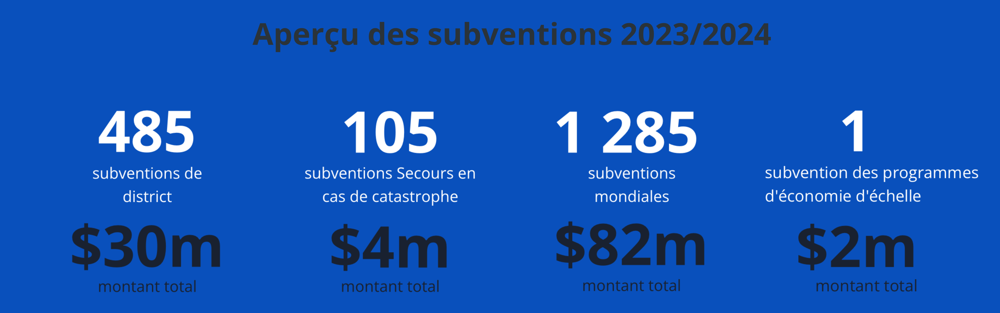 Aperçu des subventions 2023/2024
485
subventions de
district
$30m
montant total
105
subventions Secours en
cas de catastrophe
$4m
montant total
1 285
subventions
mondiales
$82m
montant total
1
subvention des programmes
d'économie d'échelle
$2m
montant total